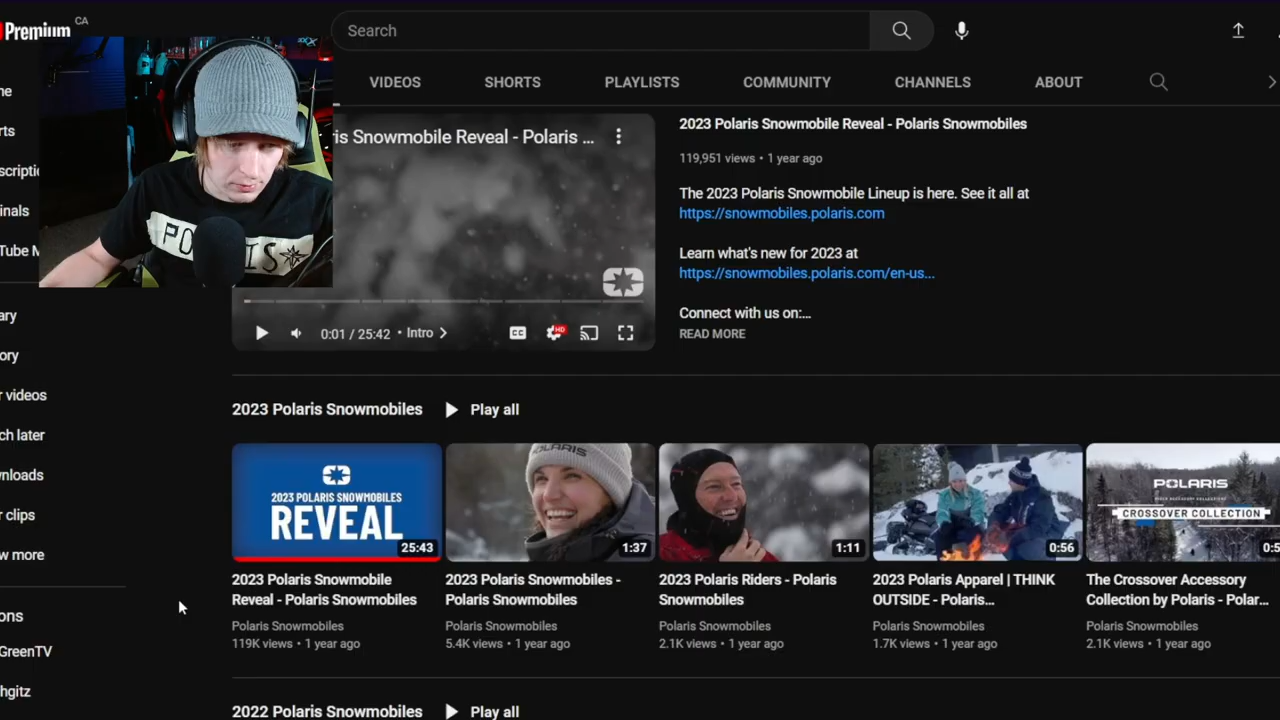 Premium CA
Search
VIDEOS SHORTS PLAYLISTS COMMUNITY CHANNELS ABOUT
ne
rts
scriptio
inals
Tube M
ary
ory
r videos
ch later
wnloads
r clips
w more
ons
GreenTV
hgitz
POLARIS
ris Snowmobile Reveal - Polaris ...
0:01 / 25:42 • Intro
CC
HD
2023 Polaris Snowmobile Reveal - Polaris Snowmobiles
119,951 views • 1 year ago
The 2023 Polaris Snowmobile Lineup is here. See it all at
https://snowmobiles.polaris.com
Learn what's new for 2023 at
https://snowmobiles.polaris.com/en-us...
Connect with us on:...
READ MORE
2023 Polaris Snowmobiles Play all
2023 POLARIS SNOWMOBILES
REVEAL
25:43
2023 Polaris Snowmobile
Reveal - Polaris Snowmobiles
Polaris Snowmobiles
119K views • 1 year ago
POLARIS
1:37
2023 Polaris Snowmobiles -
Polaris Snowmobiles
Polaris Snowmobiles
5.4K views • 1 year ago
1:11
2023 Polaris Riders - Polaris
Snowmobiles
Polaris Snowmobiles
2.1K views • 1 year ago
0:56
2023 Polaris Apparel | THINK
OUTSIDE - Polaris...
Polaris Snowmobiles
1.7K views • 1 year ago
POLARIS
CROSSOVER COLLECTION
0:5
The Crossover Accessory
Collection by Polaris - Polar...
Polaris Snowmobiles
2.1K views • 1 year ago
2022 Polaris Snowmobiles Play all